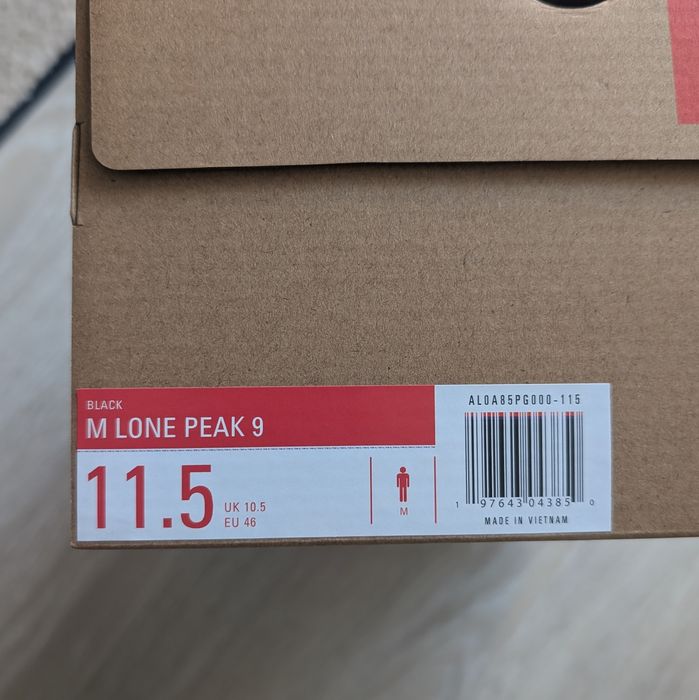 BLACK
M LONE PEAK 9
11.5
UK 10.5
EU 46
M
AL0A85PG000-115
1 97643 04385 0
MADE IN VIETNAM